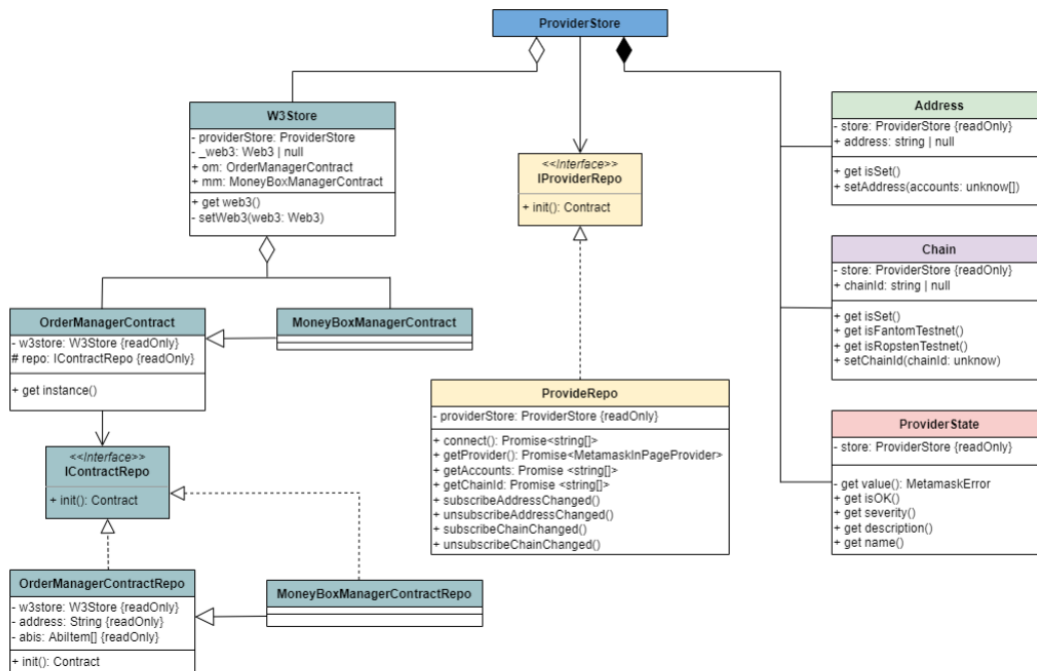 ProviderStore
W3Store
- providerStore: ProviderStore
- _web3: Web3 | null
+ om: OrderManagerContract
+ mm: MoneyBoxManagerContract
+ get web3()
- setWeb3(web3: Web3)
<<Interface>>
IProviderRepo
+ init(): Contract
Address
- store: ProviderStore {readOnly}
+ address: string | null
+ get isSet()
+ setAddress(accounts: unknow[])
Chain
- store: ProviderStore {readOnly}
+ chainId: string | null
+ get isSet()
+ get isFantomTestnet()
+ get isRopstenTestnet()
+ setChainId(chainId: unknow)
OrderManagerContract
- w3store: W3Store {readOnly}
# repo: IContractRepo {readOnly}
+ get instance()
MoneyBoxManagerContract
ProvideRepo
- providerStore: ProviderStore {readOnly}
+ connect(): Promise<string[]>
+ getProvider(): Promise<MetamaskInPageProvider>
+ getAccounts: Promise <string[]>
+ getChainId: Promise <string[]>
+ subscribeAddressChanged()
+ unsubscribeAddressChanged()
+ subscribeChainChanged()
+ unsubscribeChainChanged()
ProviderState
- store: ProviderStore {readOnly}
- get value(): MetamaskError
+ get isOK()
+ get severity()
+ get description()
+ get name()
<<Interface>>
IContractRepo
+ init(): Contract
OrderManagerContractRepo
- w3store: W3Store {readOnly}
- address: String {readOnly}
- abis: AbiItem[] {readOnly}
+ init(): Contract
MoneyBoxManagerContractRepo